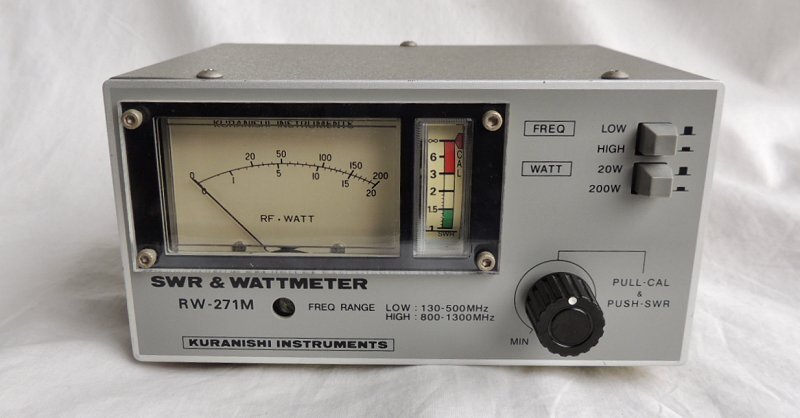 KURANISHI INSTRUMENTS
20 50 100 150 200
0 1 5 10 15 20
0
RF · WATT
∞
6
3
2
1.5
1
CAL
SWR
FREQ
LOW
HIGH
WATT
20W
200W
SWR & WATTMETER
RW-271M
FREQ RANGE
LOW : 130-500MHz
HIGH : 800-1300MHz
KURANISHI INSTRUMENTS
MIN
PULL-CAL
&
PUSH-SWR